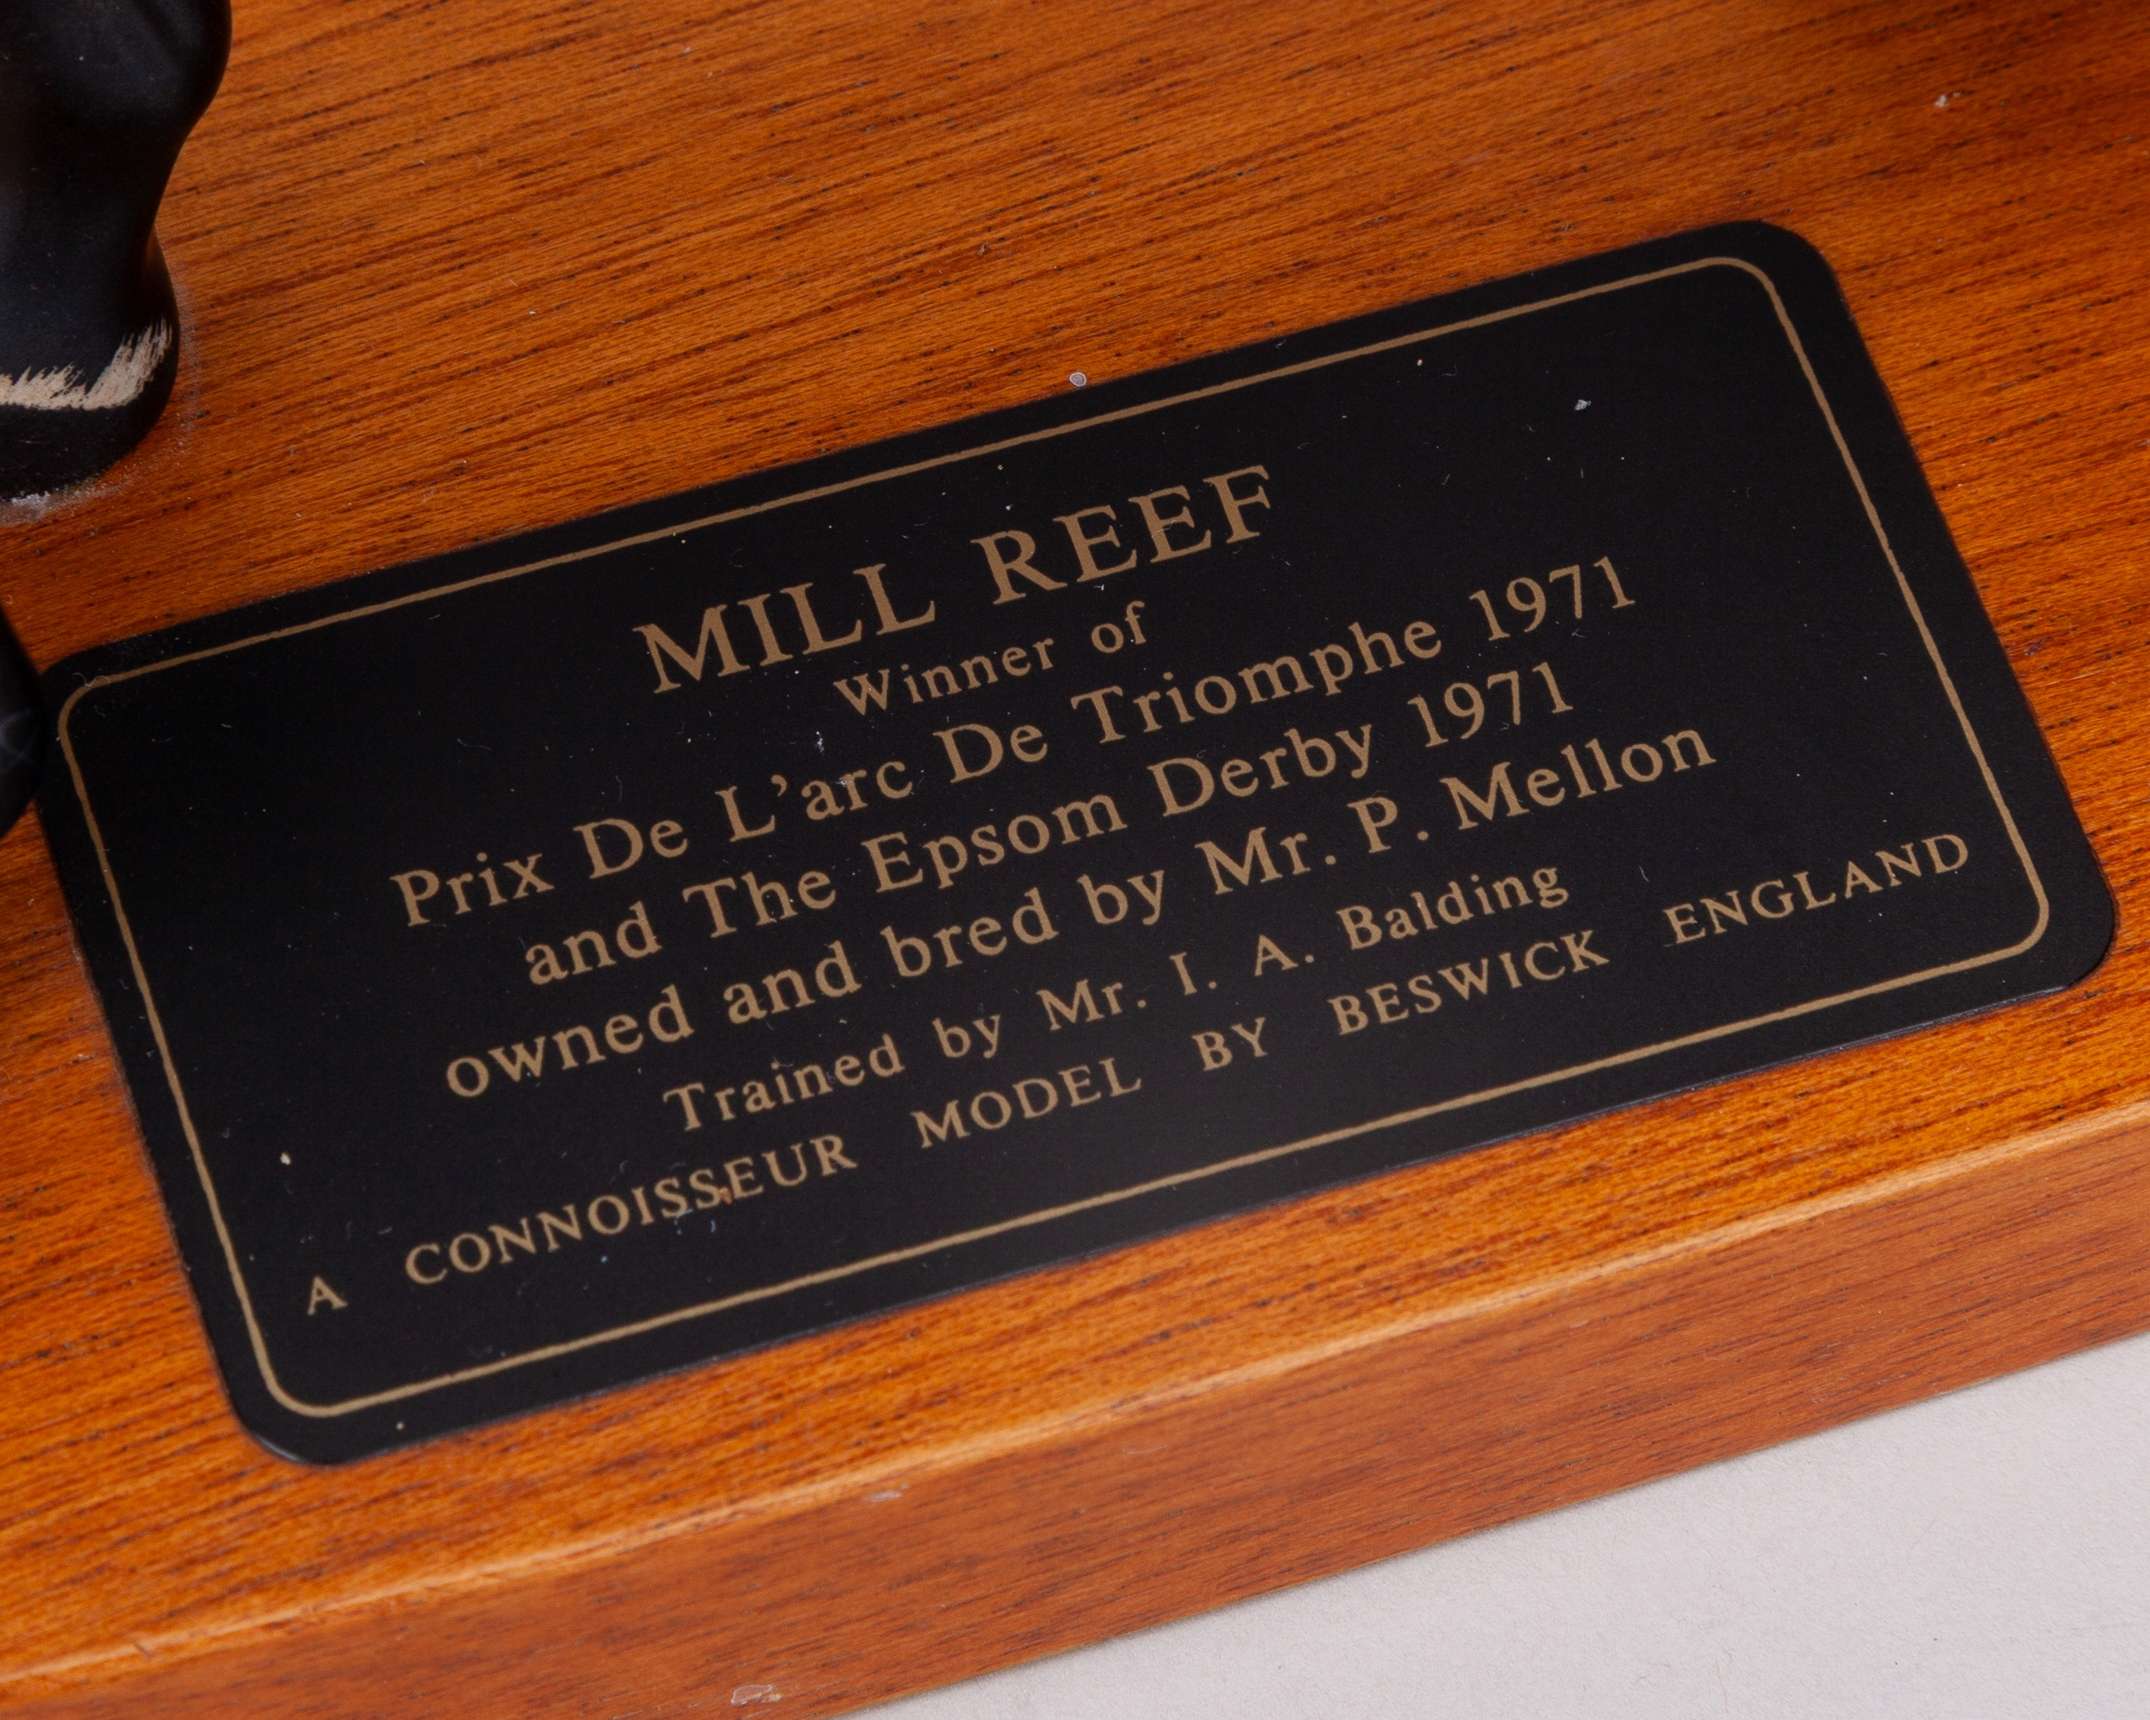 MILL REEF
Winner of
Prix De L'arc De Triomphe 1971
and The Epsom Derby 1971
owned and bred by Mr. P. Mellon
Trained by Mr. I. A. Balding
A CONNOISSEUR MODEL BY BESWICK ENGLAND